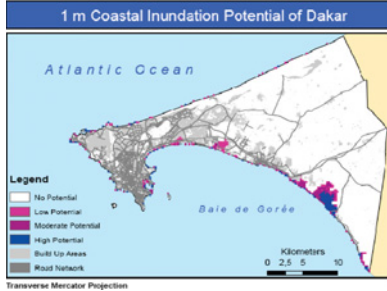 1 m Coastal Inundation Potential of Dakar
Atlantic Ocean
Legend
No Potential
Low Potential
Moderate Potential
High Potential
Build Up Areas
Road Network
Baie de Gorée
Kilometers
0 2,5 5 10
Transverse Mercator Projection